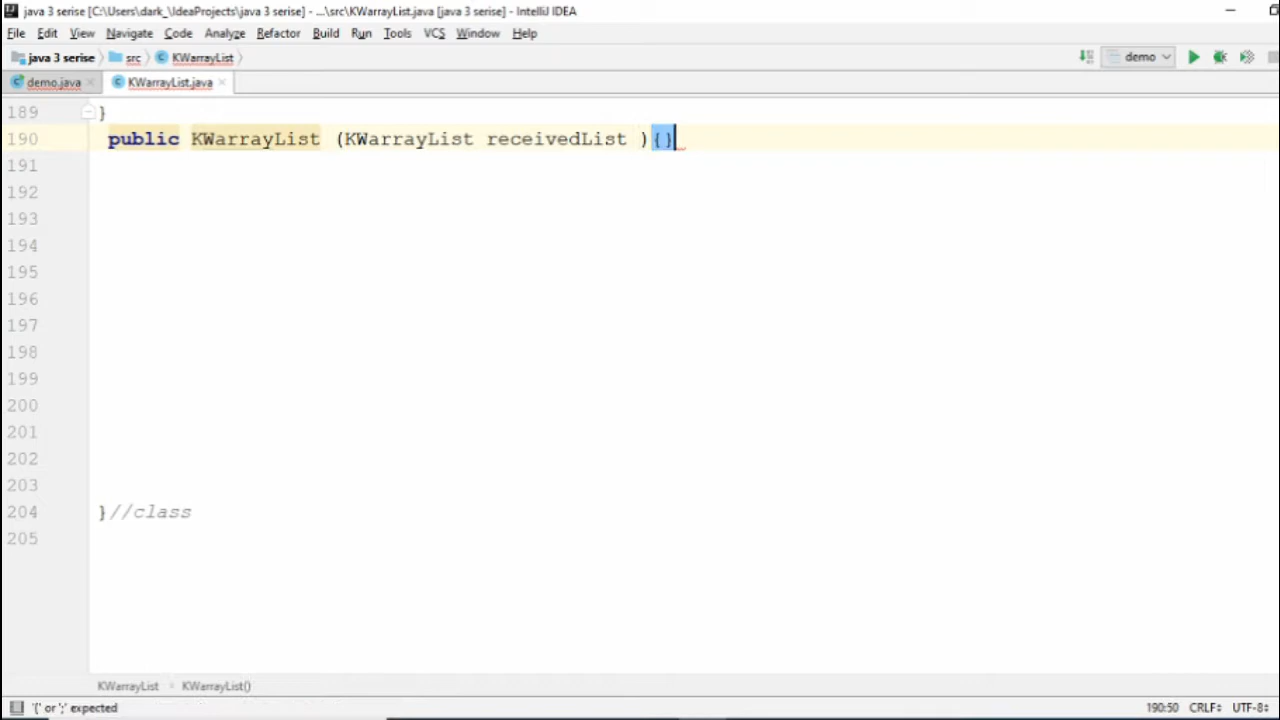 java 3 serise [C:\Users\dark_\IdeaProjects\java 3 serise] - ...\src\KWarrayList.java [java 3 serise] - IntelliJ IDEA
File Edit View Navigate Code Analyze Refactor Build Run Tools VCS Window Help
java 3 serise src KWarrayList demo
demo.java KWarrayList.java
189 }
190 public KWarrayList (KWarrayList receivedList ){}
191
192
193
194
195
196
197
198
199
200
201
202
203
204 }//class
205
KWarrayList KWarrayList()
'{' or ';' expected 190:50 CRLF: UTF-8: